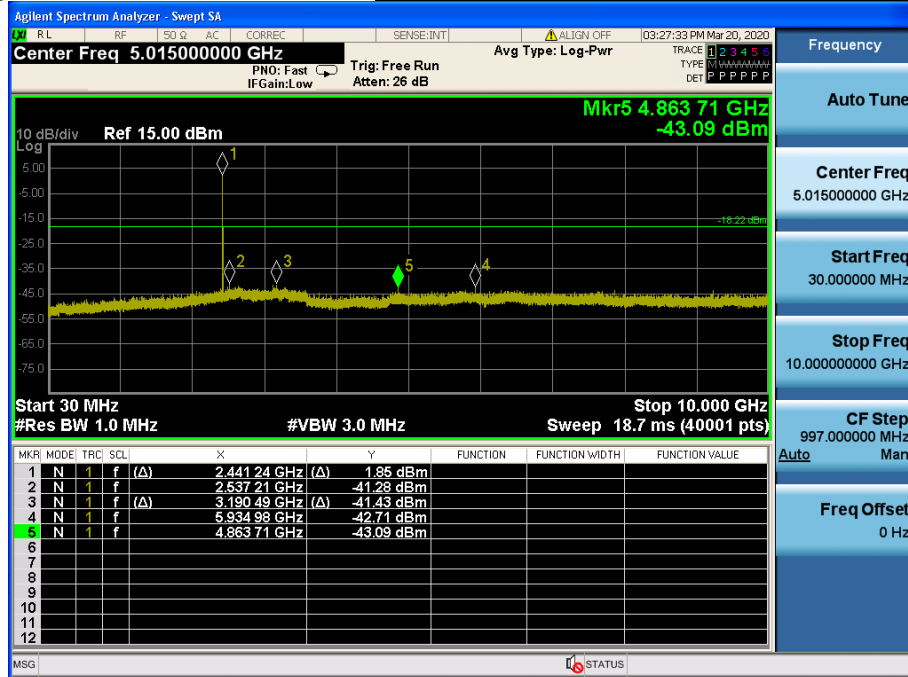 Agilent Spectrum Analyzer - Swept SA
LXI RL RF 50 Ω AC CORREC SENSE:INT ALIGN OFF 03:27:33 PM Mar 20, 2020
Center Freq 5.015000000 GHz
PNO: Fast
IFGain:Low
Trig: Free Run
Atten: 26 dB
Avg Type: Log-Pwr
TRACE 1 2 3 4 5 6
TYPE M W W W W W
DET P P P P P P
Mkr5 4.863 71 GHz
-43.09 dBm
10 dB/div Ref 15.00 dBm
Log
5.00
-5.00
-15.0
-25.0
-35.0
-45.0
-55.0
-65.0
-75.0
1
-18.22 dBm
2 3 5 4
Start 30 MHz Stop 10.000 GHz
#Res BW 1.0 MHz #VBW 3.0 MHz Sweep 18.7 ms (40001 pts)
MKR MODE TRC SCL X Y FUNCTION FUNCTION WIDTH FUNCTION VALUE
1 N 1 f (Δ) 2.441 24 GHz (Δ) 1.85 dBm
2 N 1 f 2.537 21 GHz -41.28 dBm
3 N 1 f (Δ) 3.190 49 GHz (Δ) -41.43 dBm
4 N 1 f 5.934 98 GHz -42.71 dBm
5 N 1 f 4.863 71 GHz -43.09 dBm
6
7
8
9
10
11
12
MSG STATUS
Frequency
Auto Tune
Center Freq
5.015000000 GHz
Start Freq
30.000000 MHz
Stop Freq
10.000000000 GHz
CF Step
997.000000 MHz
Auto Man
Freq Offset
0 Hz